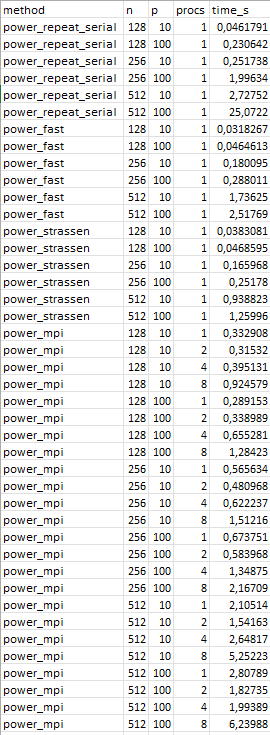 method n p procs time_s
power_repeat_serial 128 10 1 0,0461791
power_repeat_serial 128 100 1 0,230642
power_repeat_serial 256 10 1 0,251738
power_repeat_serial 256 100 1 1,99634
power_repeat_serial 512 10 1 2,72752
power_repeat_serial 512 100 1 25,0722
power_fast 128 10 1 0,0318267
power_fast 128 100 1 0,0464613
power_fast 256 10 1 0,180095
power_fast 256 100 1 0,288011
power_fast 512 10 1 1,73625
power_fast 512 100 1 2,51769
power_strassen 128 10 1 0,0383081
power_strassen 128 100 1 0,0468595
power_strassen 256 10 1 0,165968
power_strassen 256 100 1 0,25178
power_strassen 512 10 1 0,938823
power_strassen 512 100 1 1,25996
power_mpi 128 10 1 0,332908
power_mpi 128 10 2 0,31532
power_mpi 128 10 4 0,395131
power_mpi 128 10 8 0,924579
power_mpi 128 100 1 0,289153
power_mpi 128 100 2 0,338989
power_mpi 128 100 4 0,655281
power_mpi 128 100 8 1,28423
power_mpi 256 10 1 0,565634
power_mpi 256 10 2 0,480968
power_mpi 256 10 4 0,622237
power_mpi 256 10 8 1,51216
power_mpi 256 100 1 0,673751
power_mpi 256 100 2 0,583968
power_mpi 256 100 4 1,34875
power_mpi 256 100 8 2,16709
power_mpi 512 10 1 2,10514
power_mpi 512 10 2 1,54163
power_mpi 512 10 4 2,64817
power_mpi 512 10 8 5,25223
power_mpi 512 100 1 2,80789
power_mpi 512 100 2 1,82735
power_mpi 512 100 4 1,99389
power_mpi 512 100 8 6,23988